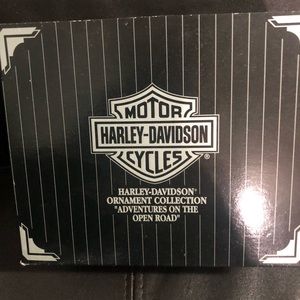 MOTOR
HARLEY-DAVIDSON
CYCLES®
HARLEY-DAVIDSON®
ORNAMENT COLLECTION
"ADVENTURES ON THE
OPEN ROAD"